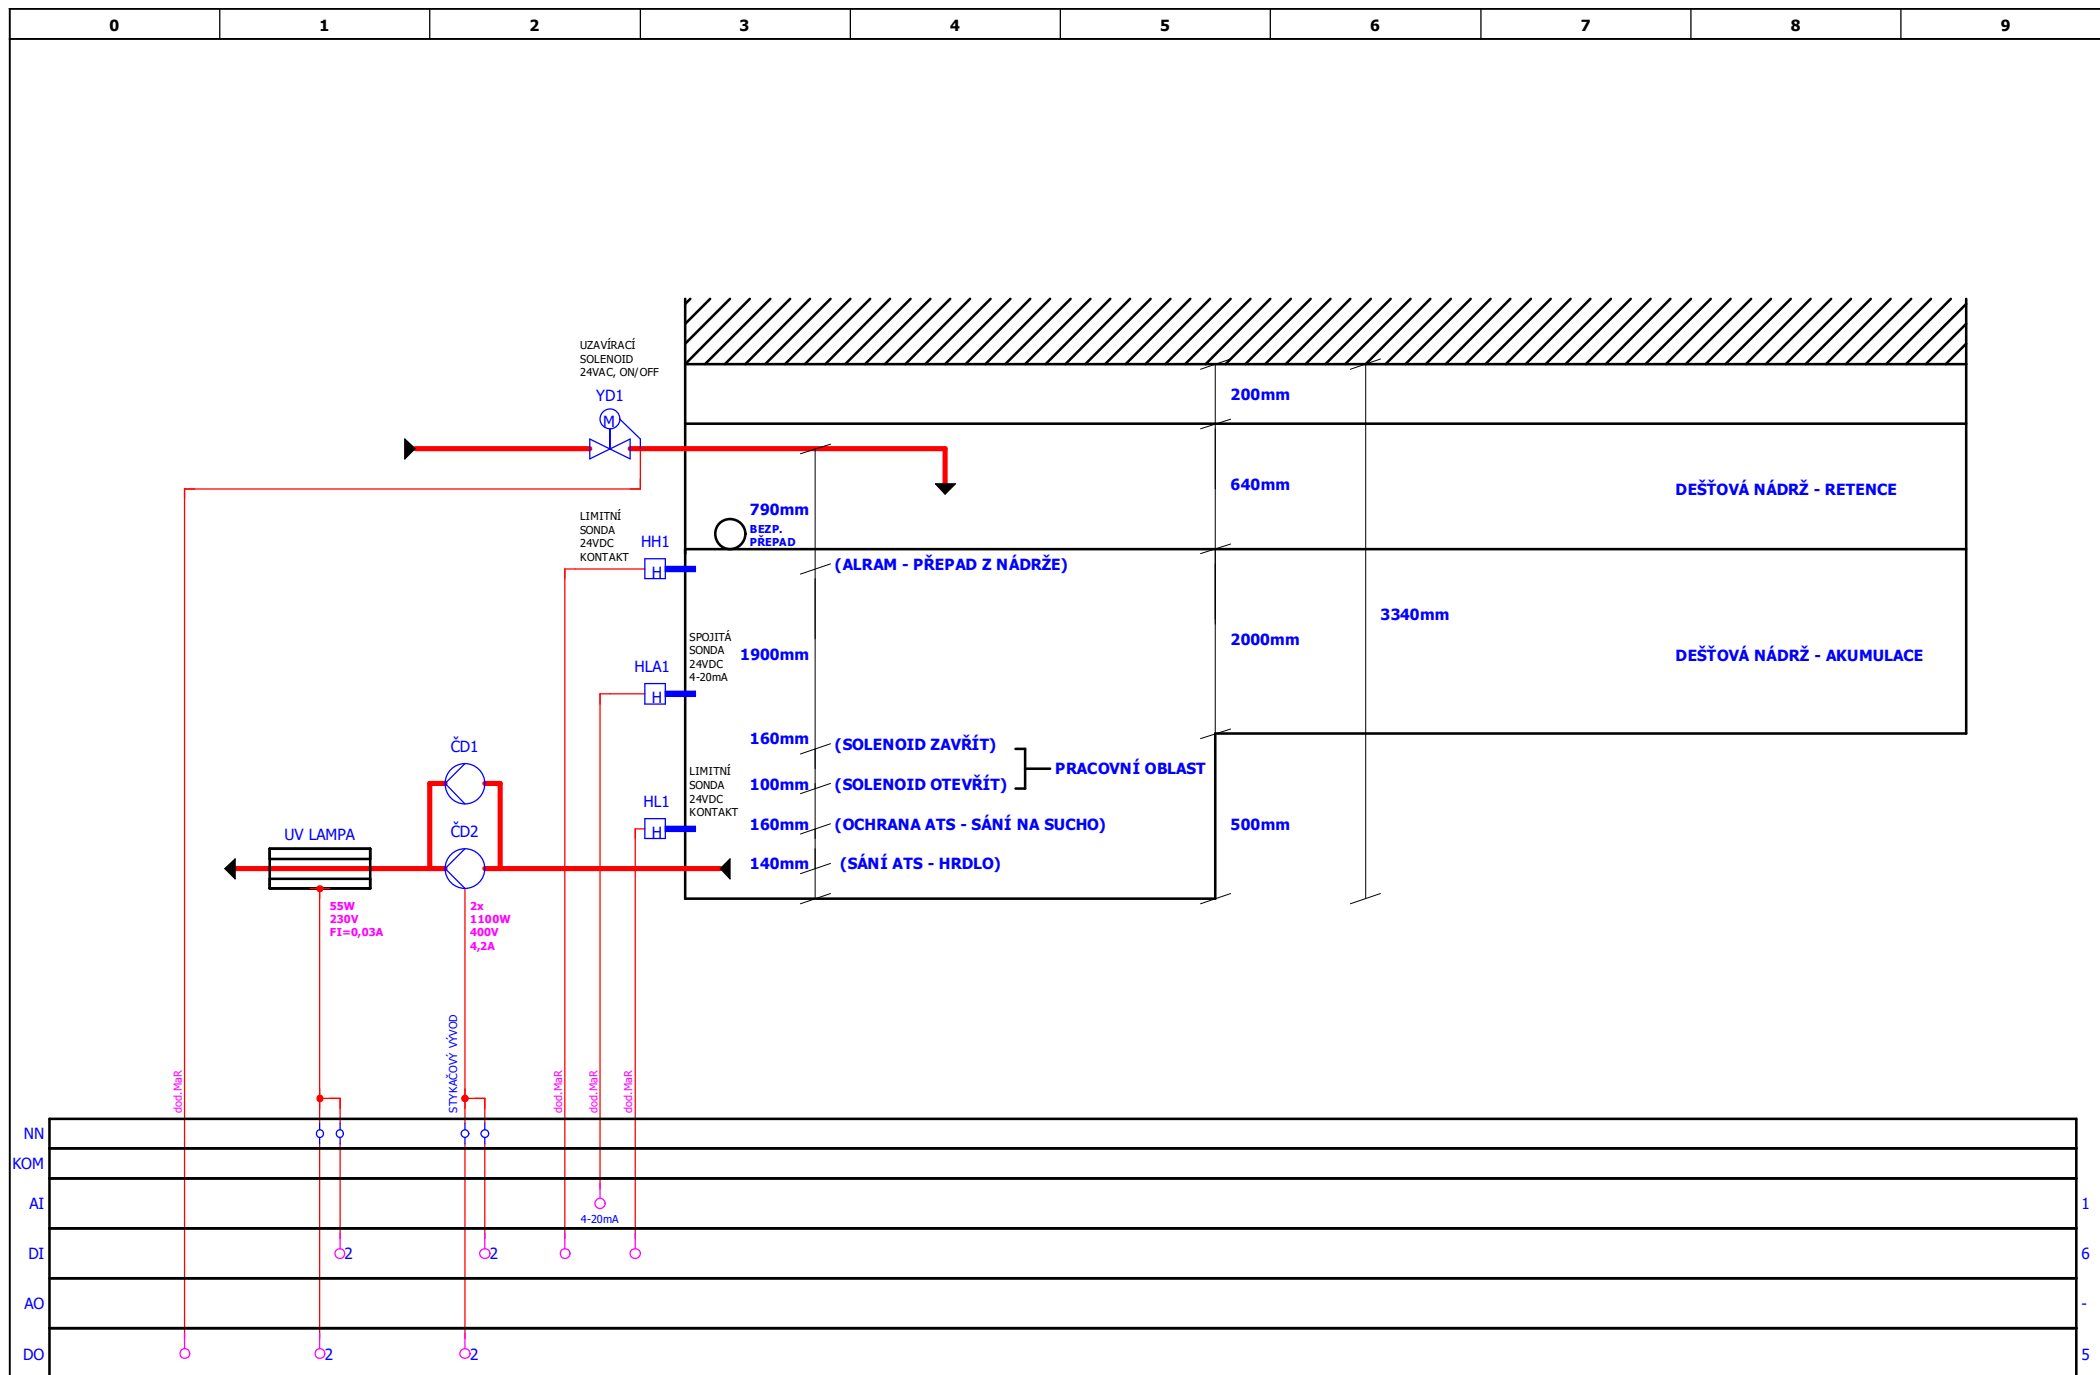 0 1 2 3 4 5 6 7 8 9
UZAVÍRACÍ
SOLENOID
24VAC, ON/OFF
YD1
M
200mm
640mm
DEŠŤOVÁ NÁDRŽ - RETENCE
790mm
BEZP.
PŘEPAD
LIMITNÍ
SONDA
24VDC
KONTAKT
HH1
H
(ALRAM - PŘEPAD Z NÁDRŽE)
3340mm
SPOJITÁ
SONDA
24VDC
4-20mA
HLA1
H
1900mm
2000mm
DEŠŤOVÁ NÁDRŽ - AKUMULACE
160mm (SOLENOID ZAVŘÍT)
PRACOVNÍ OBLAST
100mm (SOLENOID OTEVŘÍT)
LIMITNÍ
SONDA
24VDC
KONTAKT
HL1
H
160mm (OCHRANA ATS - SÁNÍ NA SUCHO)
500mm
140mm (SÁNÍ ATS - HRDLO)
ČD1
ČD2
UV LAMPA
55W
230V
FI=0,03A
2x
1100W
400V
4,2A
dod.MaR
STYKAČOVÝ VÝVOD
dod.MaR
dod.MaR
dod.MaR
NN
KOM
AI 1
4-20mA
DI 2 2 6
AO -
DO 2 2 5